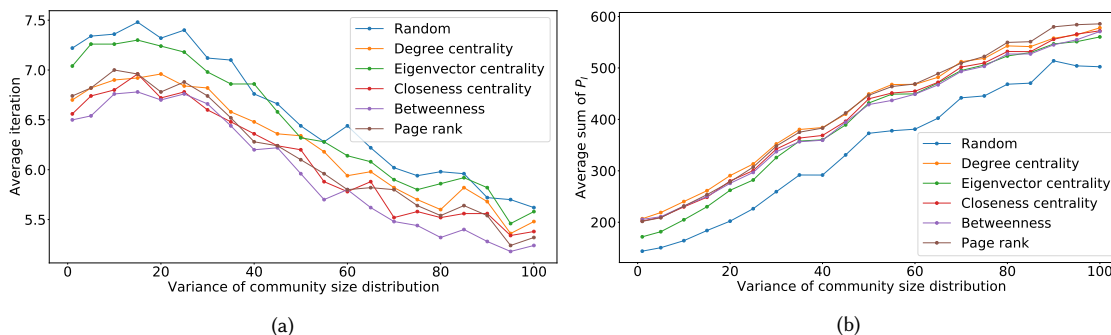 7.5
7.0
6.5
6.0
5.5
Average iteration
0
20
40
60
80
100
Variance of community size distribution
Random
Degree centrality
Eigenvector centrality
Closeness centrality
Betweenness
Page rank
(a)
600
500
400
300
200
Average sum of P_l
0
20
40
60
80
100
Variance of community size distribution
Random
Degree centrality
Eigenvector centrality
Closeness centrality
Betweenness
Page rank
(b)